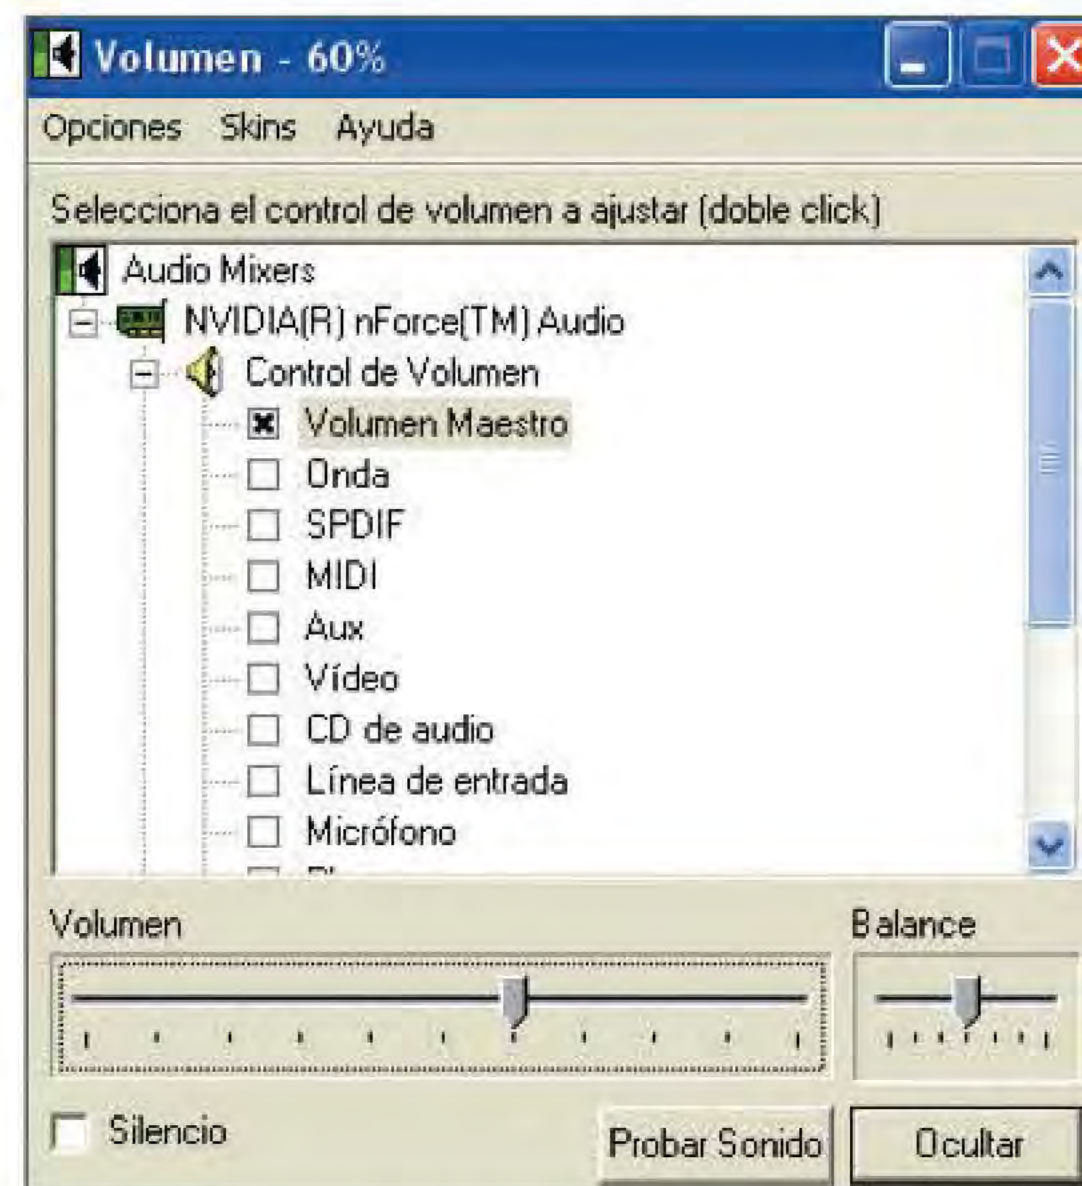 Volumen - 60%
Opciones Skins Ayuda
Selecciona el control de volumen a ajustar (doble click)
Audio Mixers
NVIDIA(R) nForce(TM) Audio
Control de Volumen
Volumen Maestro
Onda
SPDIF
MIDI
Aux
Vídeo
CD de audio
Línea de entrada
Micrófono
Volumen Balance
Silencio Probar Sonido Ocultar